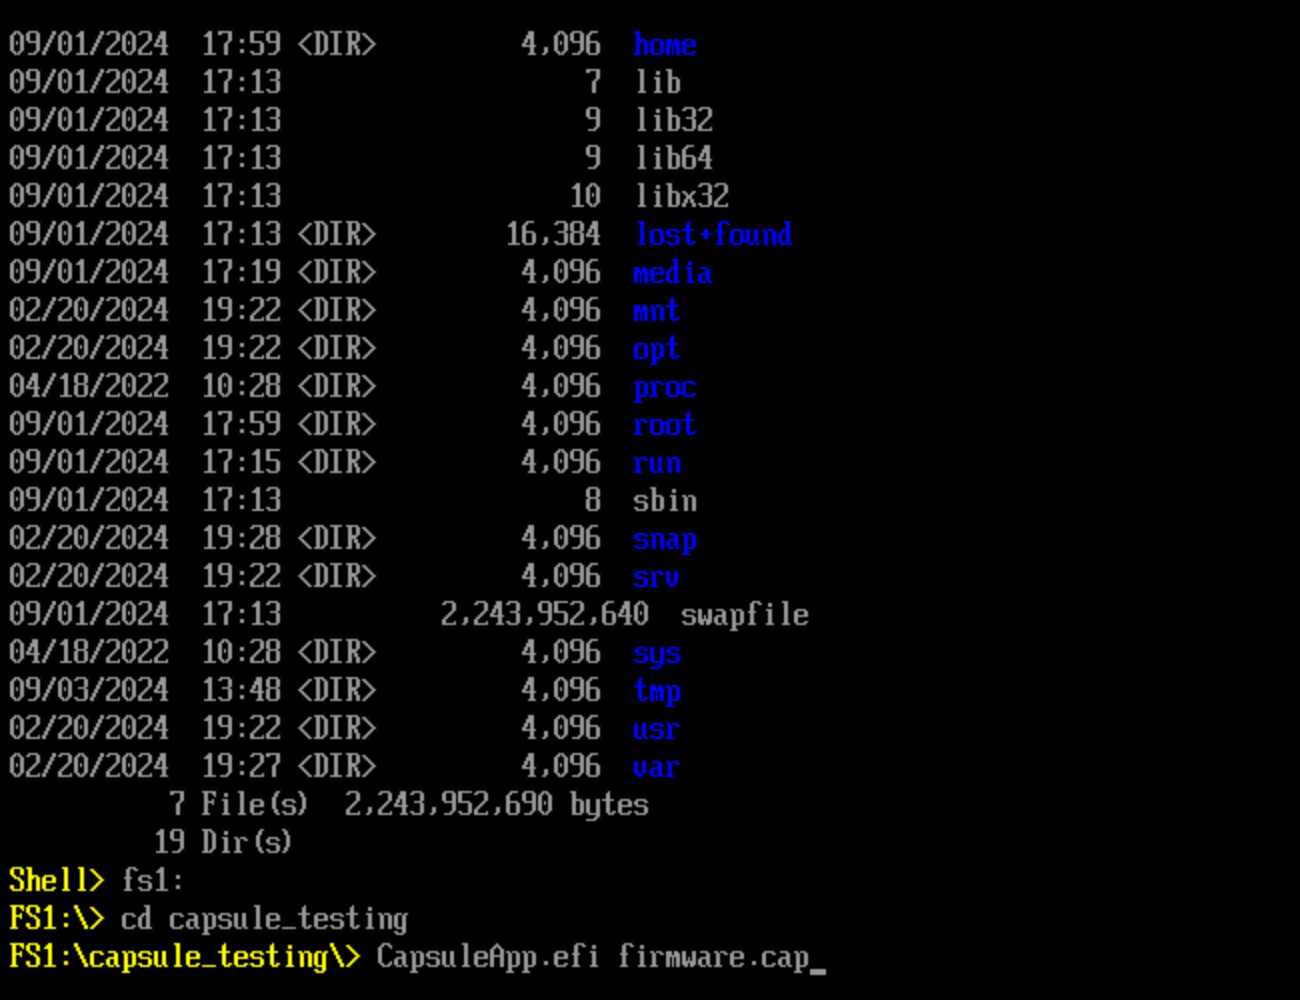 09/01/2024  17:59 <DIR>         4,096  home
09/01/2024  17:13                   7  lib
09/01/2024  17:13                   9  lib32
09/01/2024  17:13                   9  lib64
09/01/2024  17:13                  10  libx32
09/01/2024  17:13 <DIR>        16,384  lost+found
09/01/2024  17:19 <DIR>         4,096  media
02/20/2024  19:22 <DIR>         4,096  mnt
02/20/2024  19:22 <DIR>         4,096  opt
04/18/2022  10:28 <DIR>         4,096  proc
09/01/2024  17:59 <DIR>         4,096  root
09/01/2024  17:15 <DIR>         4,096  run
09/01/2024  17:13                   8  sbin
02/20/2024  19:28 <DIR>         4,096  snap
02/20/2024  19:22 <DIR>         4,096  srv
09/01/2024  17:13          2,243,952,640  swapfile
04/18/2022  10:28 <DIR>         4,096  sys
09/03/2024  13:48 <DIR>         4,096  tmp
02/20/2024  19:22 <DIR>         4,096  usr
02/20/2024  19:27 <DIR>         4,096  var
          7 File(s)  2,243,952,690 bytes
         19 Dir(s)
Shell> fs1:
FS1:\> cd capsule_testing
FS1:\capsule_testing\> CapsuleApp.efi firmware.cap_